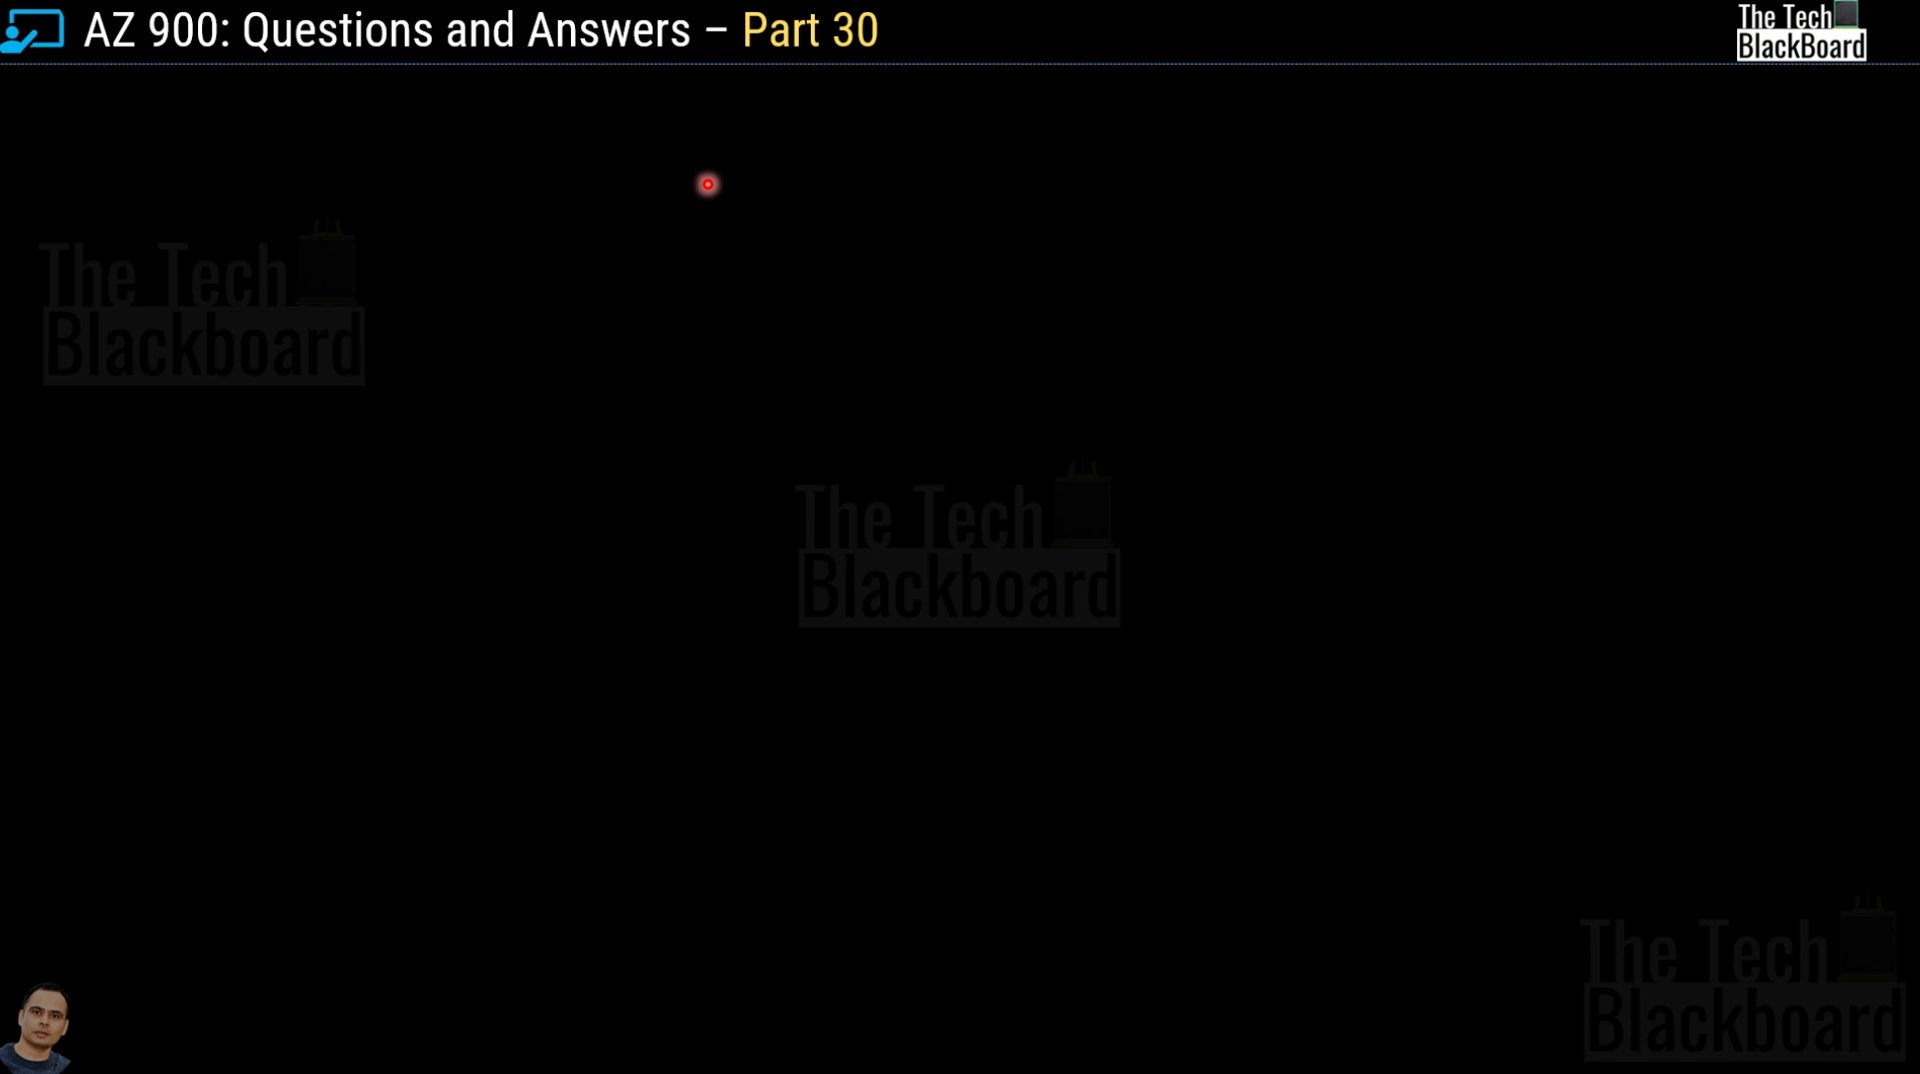 AZ 900: Questions and Answers – Part 30
The Tech
BlackBoard
The Tech
Blackboard
The Tech
Blackboard
The Tech
Blackboard